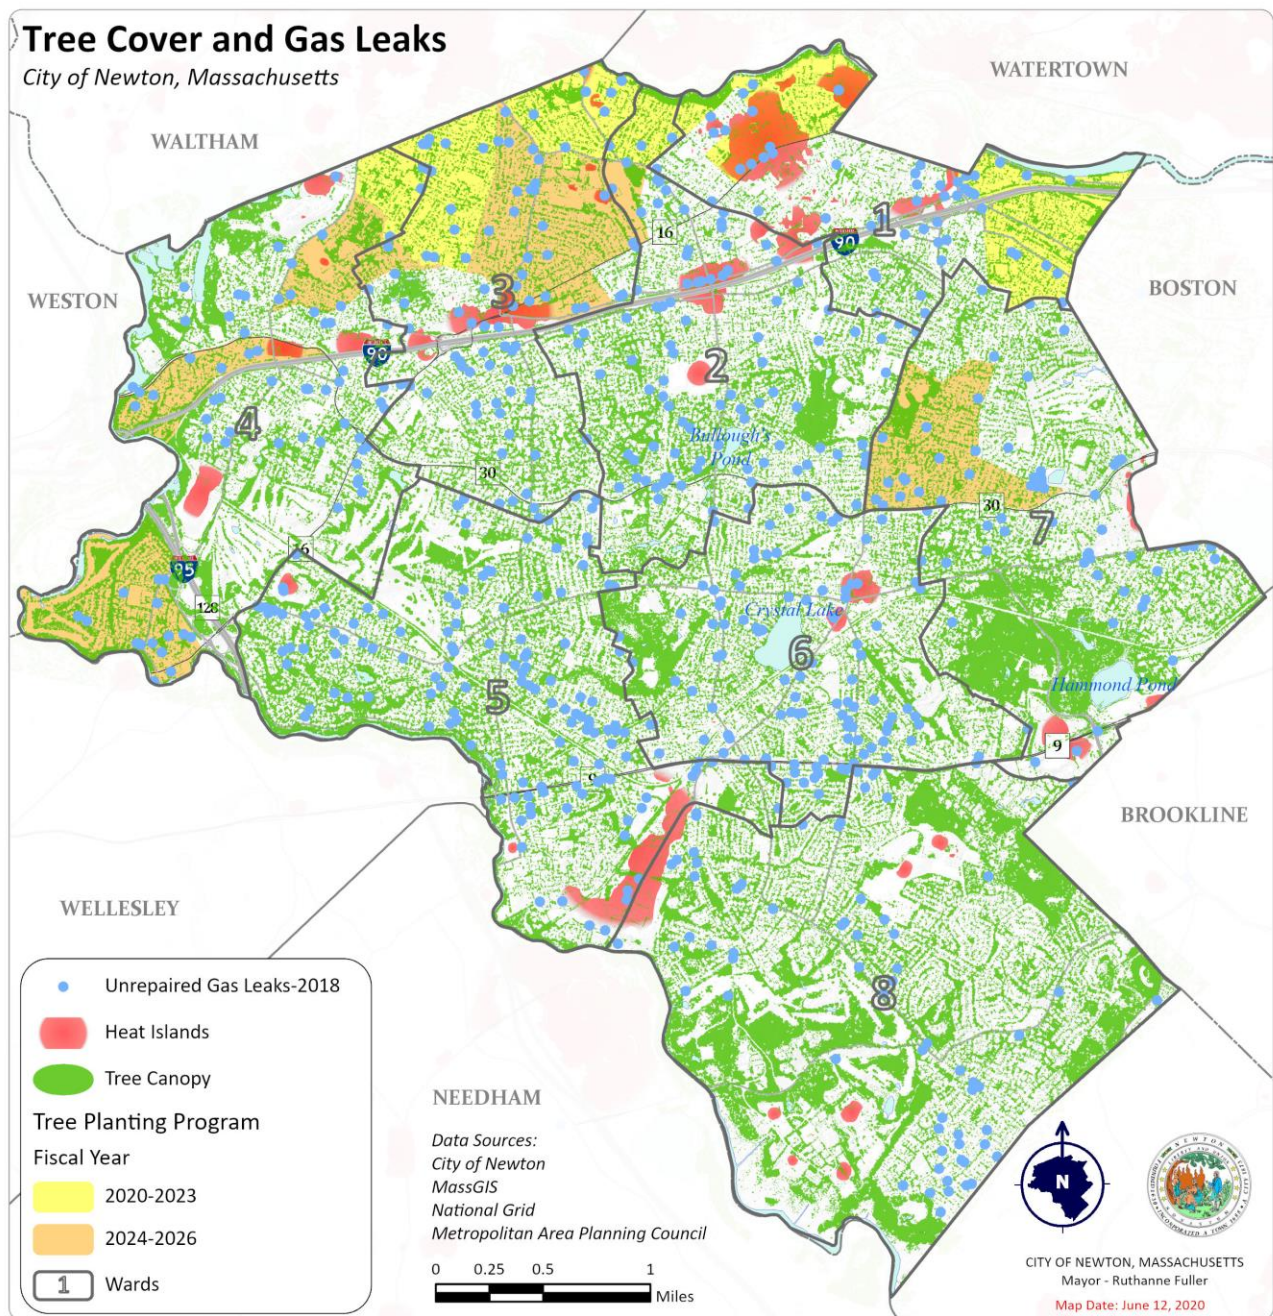 Tree Cover and Gas Leaks
City of Newton, Massachusetts
WATERTOWN
WALTHAM
16
1
90
WESTON
3
BOSTON
90
2
4
Bullough's
Pond
30
30
7
95
128
Crystal Lake
6
Hammond Pond
5
9
9
BROOKLINE
WELLESLEY
8
Unrepaired Gas Leaks-2018
Heat Islands
Tree Canopy
Tree Planting Program
Fiscal Year
2020-2023
2024-2026
1 Wards
NEEDHAM
Data Sources:
City of Newton
MassGIS
National Grid
Metropolitan Area Planning Council
0 0.25 0.5 1
Miles
N
CITY OF NEWTON, MASSACHUSETTS
Mayor - Ruthanne Fuller
Map Date: June 12, 2020